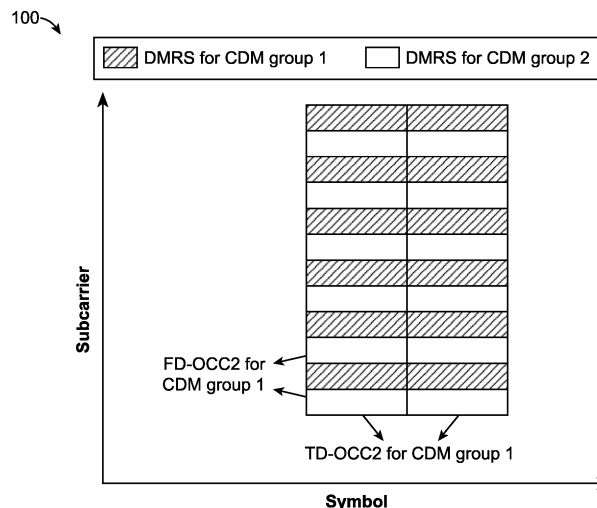 100
DMRS for CDM group 1
DMRS for CDM group 2
Subcarrier
FD-OCC2 for
CDM group 1
TD-OCC2 for CDM group 1
Symbol